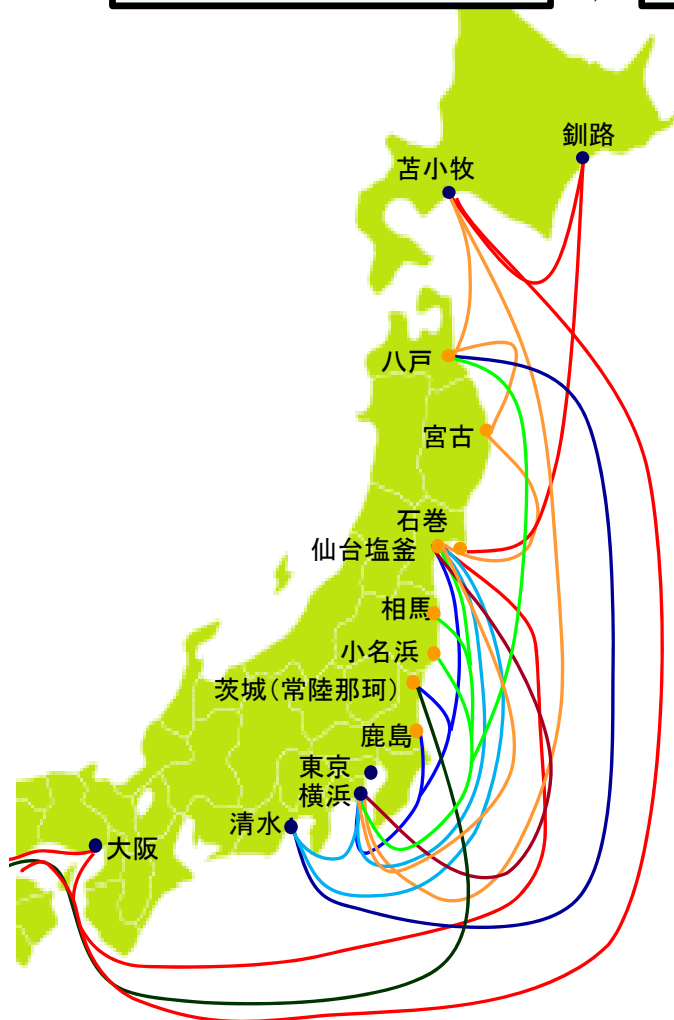 釧路
苫小牧
八戸
宮古
石巻
仙台塩釜
相馬
小名浜
茨城(常陸那珂)
鹿島
東京
横浜
清水
大阪